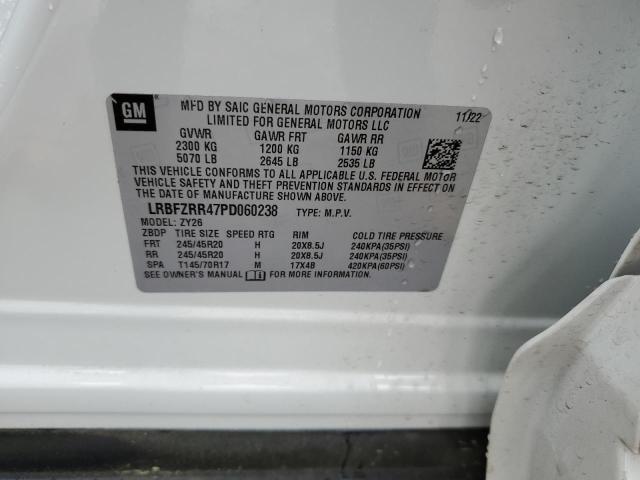 GM
MFD BY SAIC GENERAL MOTORS CORPORATION 11/22
LIMITED FOR GENERAL MOTORS LLC
GVWR GAWR FRT GAWR RR
2300 KG 1200 KG 1150 KG
5070 LB 2645 LB 2535 LB
THIS VEHICLE CONFORMS TO ALL APPLICABLE U.S. FEDERAL MOTOR
VEHICLE SAFETY AND THEFT PREVENTION STANDARDS IN EFFECT ON
THE DATE OF MANUFACTURE SHOWN ABOVE.
LRBFZRR47PD060238 TYPE: M.P.V.
MODEL: ZY26
ZBDP TIRE SIZE SPEED RTG RIM COLD TIRE PRESSURE
FRT 245/45R20 H 20X8.5J 240KPA(35PSI)
RR 245/45R20 H 20X8.5J 240KPA(35PSI)
SPA T145/70R17 M 17X4B 420KPA(60PSI)
SEE OWNER'S MANUAL FOR MORE INFORMATION.